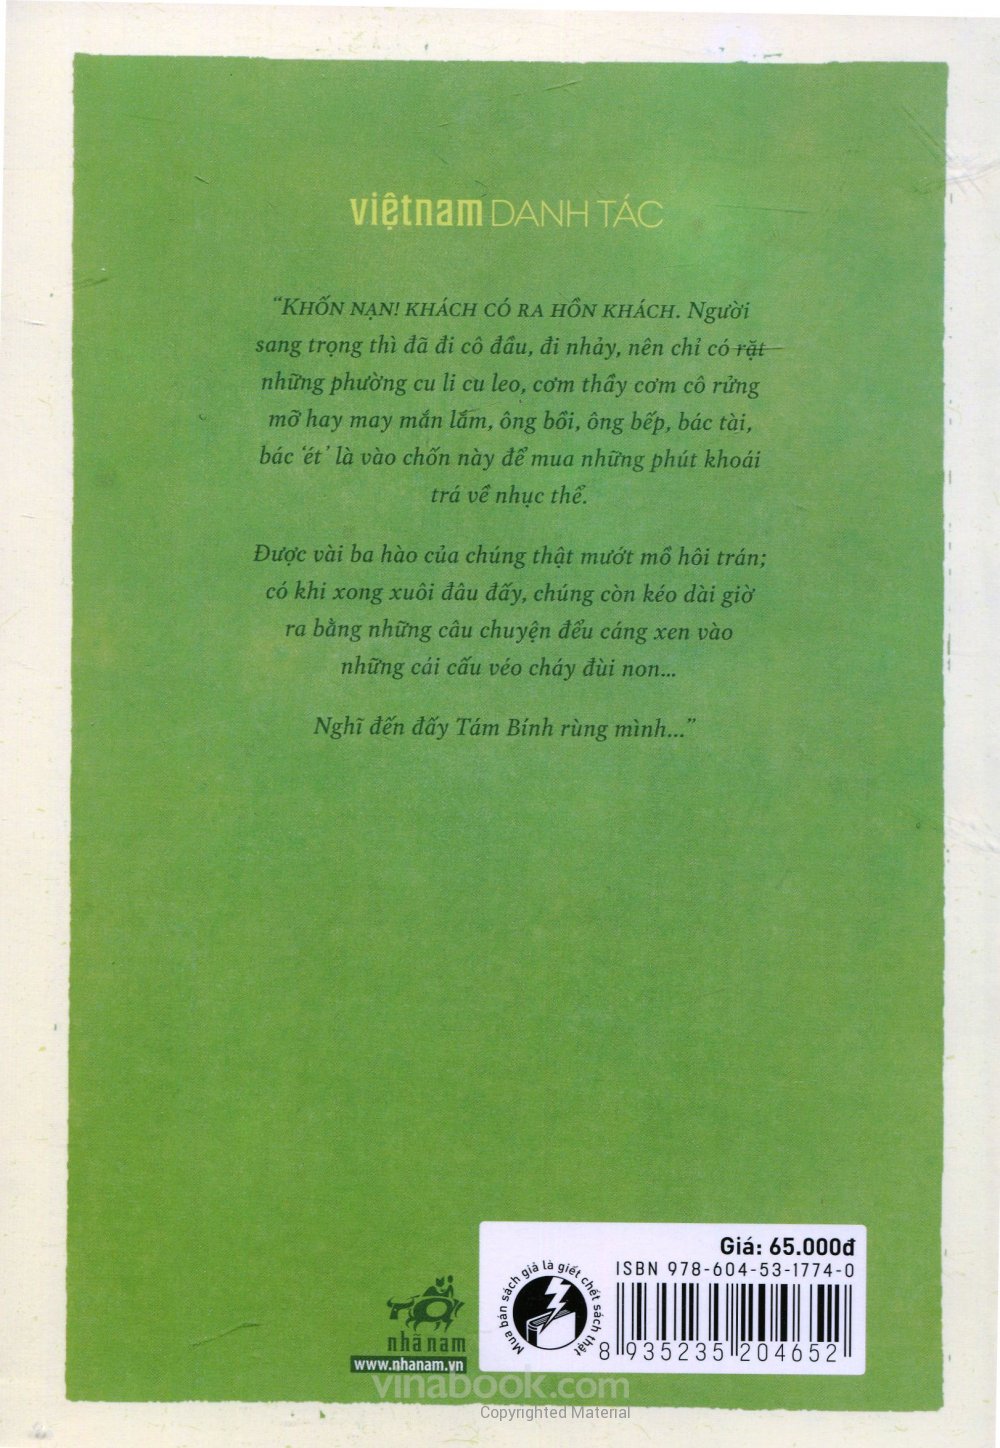 việtnam DANH TÁC
“KHỐN NẠN! KHÁCH CÓ RA HỒN KHÁCH. Người
sang trọng thì đã đi cô đầu, đi nhảy, nên chỉ có rặt
những phường cu li cu leo, cơm thầy cơm cô rửng
mỡ hay may mắn lắm, ông bồi, ông bếp, bác tài,
bác ‘ét’ là vào chốn này để mua những phút khoái
trá về nhục thể.
Được vài ba hào của chúng thật mướt mồ hôi trán;
có khi xong xuôi đâu đấy, chúng còn kéo dài giờ
ra bằng những câu chuyện đểu cáng xen vào
những cái cấu véo cháy đùi non...
Nghĩ đến đấy Tám Bính rùng mình...”
Giá: 65.000đ
ISBN 978-604-53-1774-0
Mua bán sách giả là giết chết sách thật
8 935235 204652
nhã nam
www.nhanam.vn
vinabook.com
Copyrighted Material